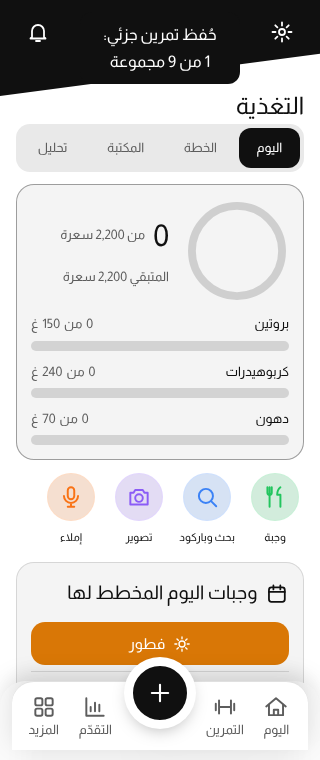 حُفظ تمرين جزئي:
1 من 9 مجموعة
التغذية
اليوم
الخطة
المكتبة
تحليل
0 من 2,200 سعرة
المتبقي 2,200 سعرة
بروتين 0 من 150 غ
كربوهيدرات 0 من 240 غ
دهون 0 من 70 غ
وجبة
بحث وباركود
تصوير
إملاء
وجبات اليوم المخطط لها
فطور
اليوم
التمرين
التقدّم
المزيد